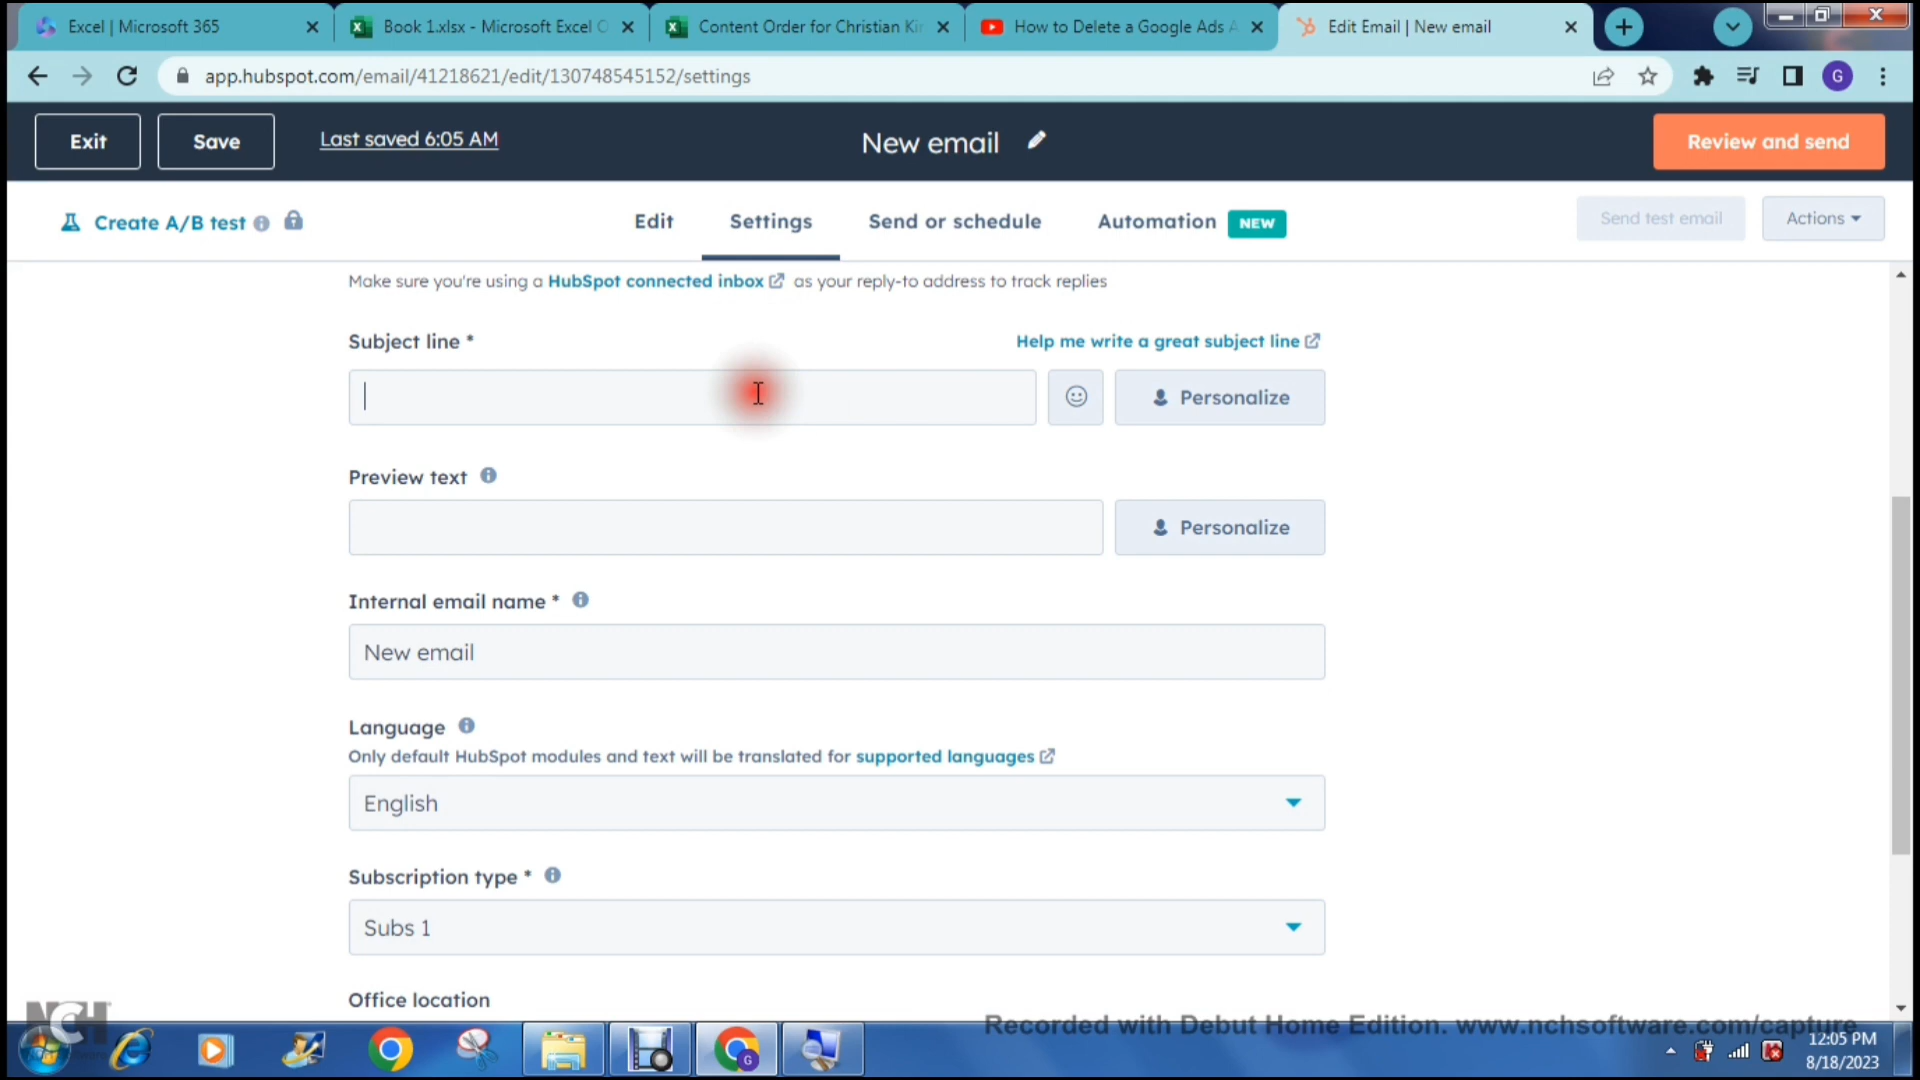 Excel | Microsoft 365
Book 1.xlsx - Microsoft Excel O
Content Order for Christian Kin
How to Delete a Google Ads A
Edit Email | New email
app.hubspot.com/email/41218621/edit/130748545152/settings
G
Exit
Save
Last saved 6:05 AM
New email
Review and send
Create A/B test
Edit
Settings
Send or schedule
Automation
NEW
Send test email
Actions
Make sure you're using a HubSpot connected inbox as your reply-to address to track replies
Subject line *
Help me write a great subject line
Personalize
Preview text
Personalize
Internal email name *
New email
Language
Only default HubSpot modules and text will be translated for supported languages
English
Subscription type *
Subs 1
Office location
NCH
Recorded with Debut Home Edition. www.nchsoftware.com/capture
G
12:05 PM
8/18/2023